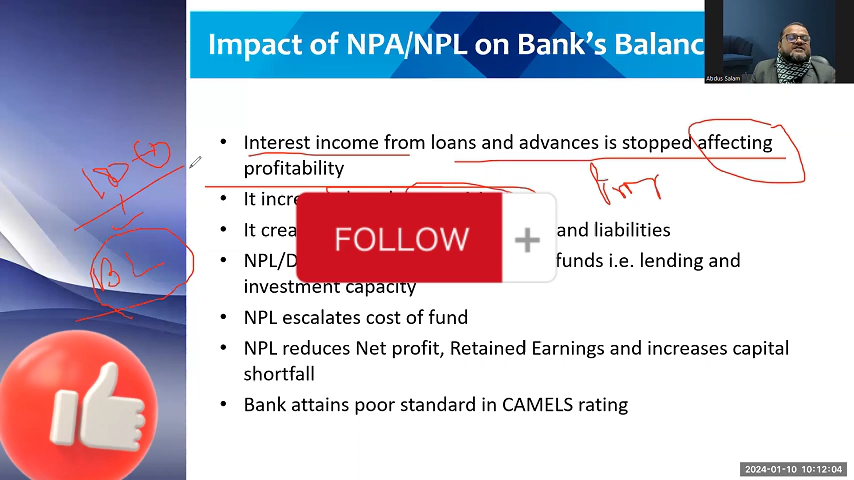 Impact of NPA/NPL on Bank's Balanc
Abdus Salam
• Interest income from loans and advances is stopped affecting
profitability
• It
• It and liabilities
• funds i.e. lending and
investment capacity
• NPL escalates cost of fund
• NPL reduces Net profit, Retained Earnings and increases capital
shortfall
• Bank attains poor standard in CAMELS rating
FOLLOW +
BL
2024-01-10 10:12:04